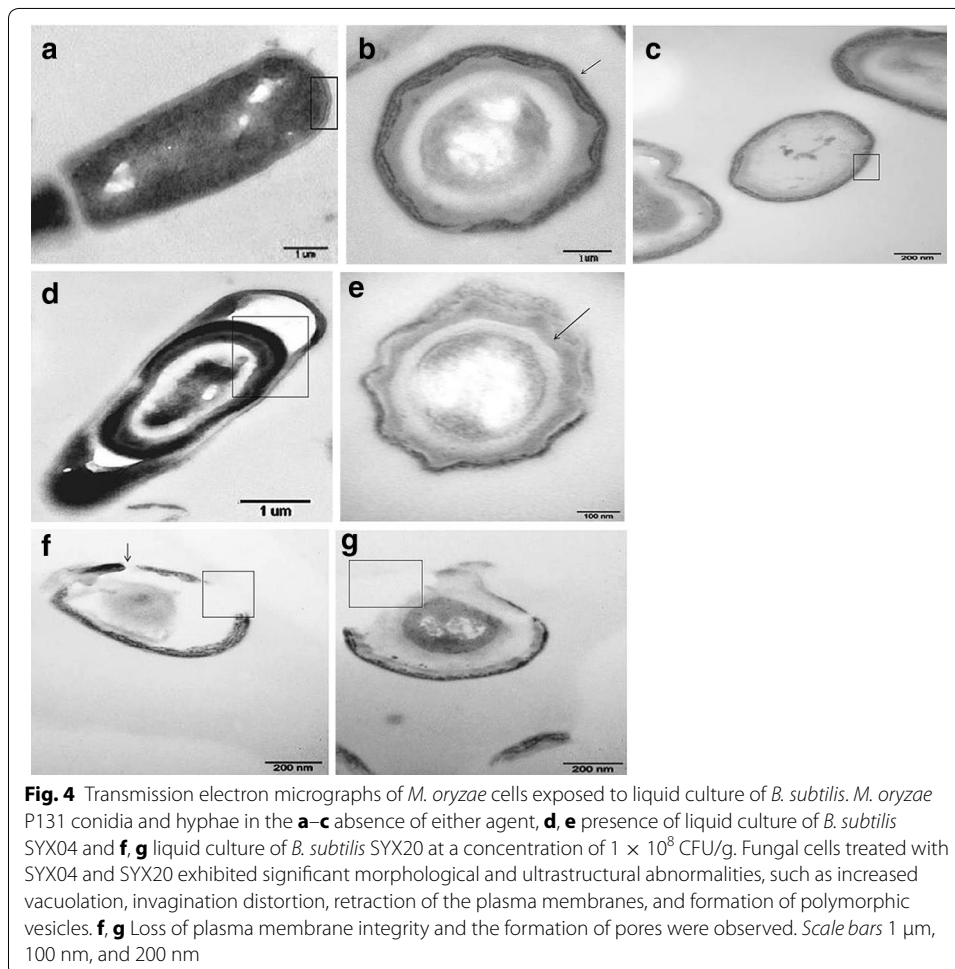 a
b
c
1 um
1um
200 nm
d
e
1 um
100 nm
f
g
200 nm
200 nm
Fig. 4 Transmission electron micrographs of M. oryzae cells exposed to liquid culture of B. subtilis. M. oryzae
P131 conidia and hyphae in the a–c absence of either agent, d, e presence of liquid culture of B. subtilis
SYX04 and f, g liquid culture of B. subtilis SYX20 at a concentration of 1 × 10⁸ CFU/g. Fungal cells treated with
SYX04 and SYX20 exhibited significant morphological and ultrastructural abnormalities, such as increased
vacuolation, invagination distortion, retraction of the plasma membranes, and formation of polymorphic
vesicles. f, g Loss of plasma membrane integrity and the formation of pores were observed. Scale bars 1 μm,
100 nm, and 200 nm